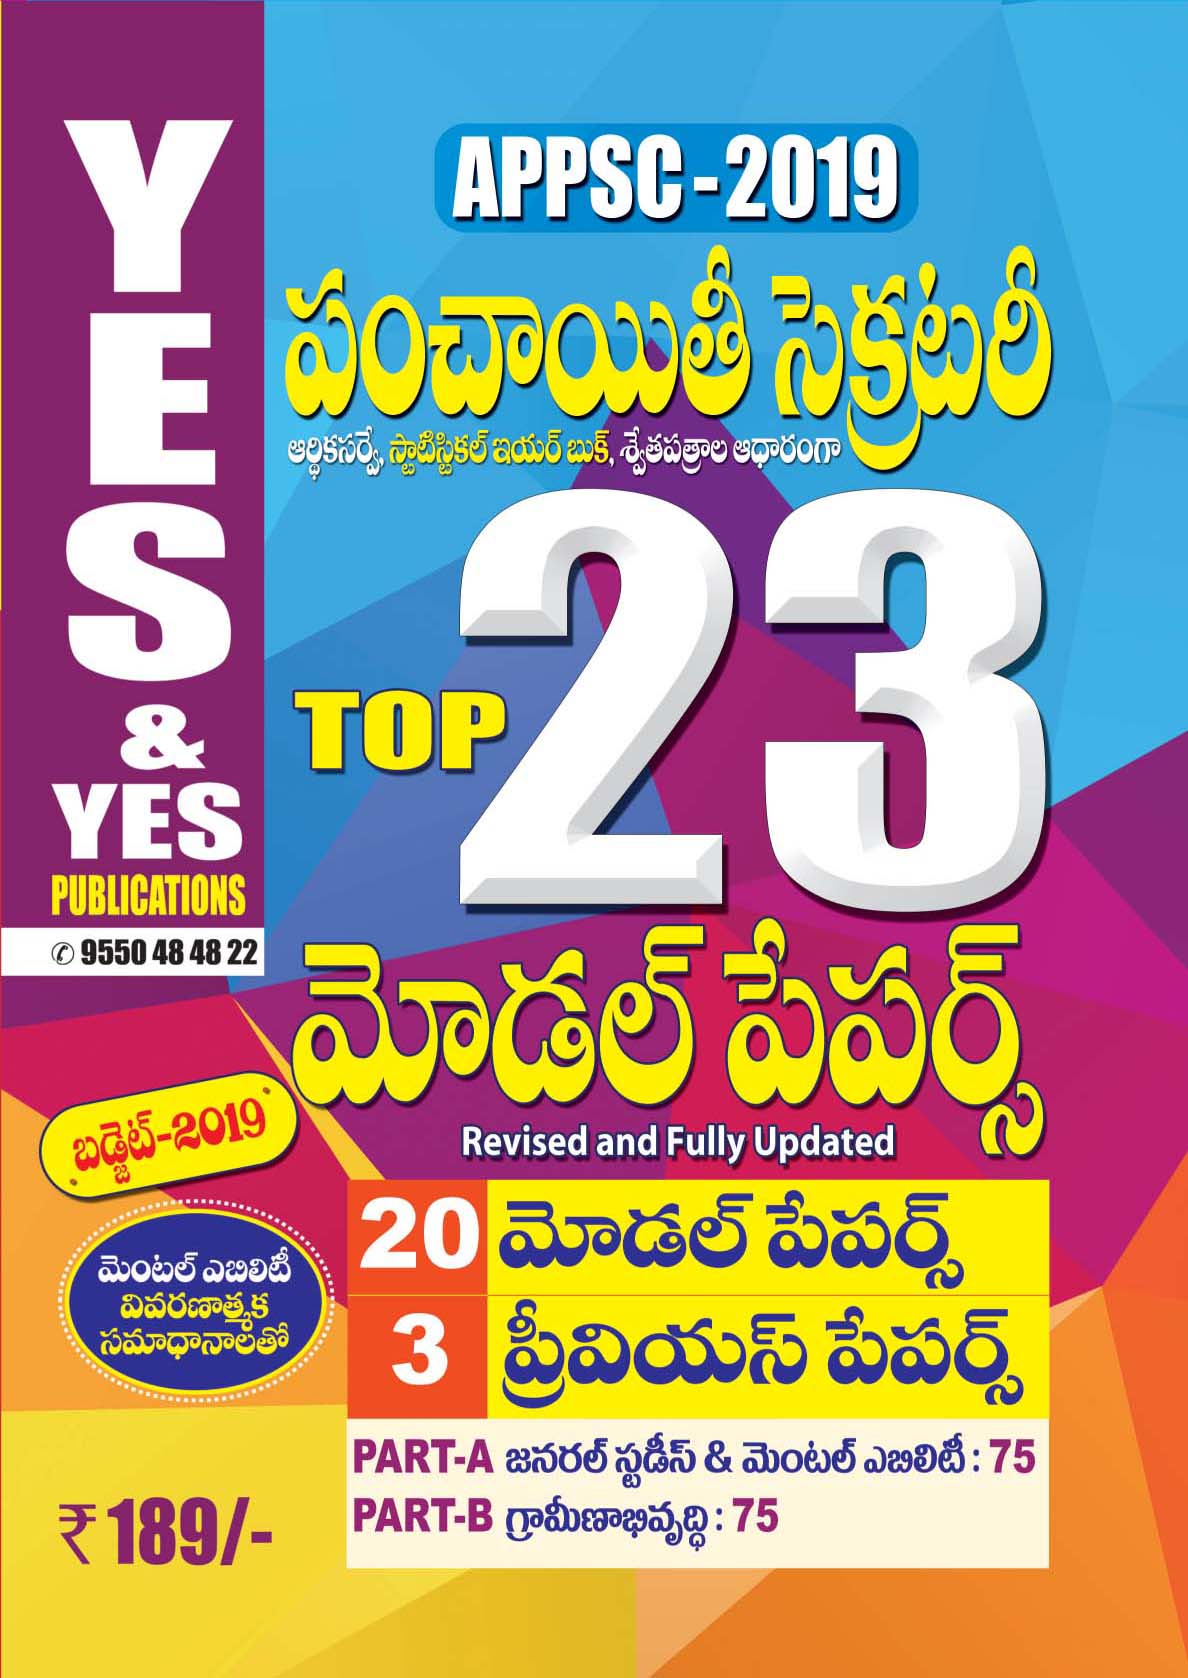 YES
&
YES
PUBLICATIONS
✆ 9550 48 48 22
APPSC - 2019
పంచాయితీ సెక్రటరీ
ఆర్థికసర్వే, స్టాటిస్టికల్ ఇయర్ బుక్, శ్వేతపత్రాల ఆధారంగా
TOP 23
మోడల్ పేపర్స్
Revised and Fully Updated
బడ్జెట్-2019
మెంటల్ ఎబిలిటీ
వివరణాత్మక
సమాధానాలతో
20 మోడల్ పేపర్స్
3 ప్రీవియస్ పేపర్స్
PART-A జనరల్ స్టడీస్ & మెంటల్ ఎబిలిటీ : 75
PART-B గ్రామీణాభివృద్ధి : 75
₹ 189/-